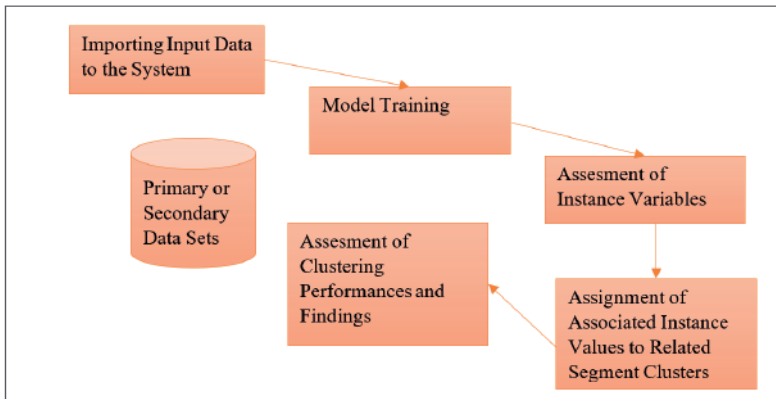 Importing Input Data
to the System
Model Training
Assesment of
Instance Variables
Primary or
Secondary
Data Sets
Assesment of
Clustering
Performances and
Findings
Assignment of
Associated Instance
Values to Related
Segment Clusters